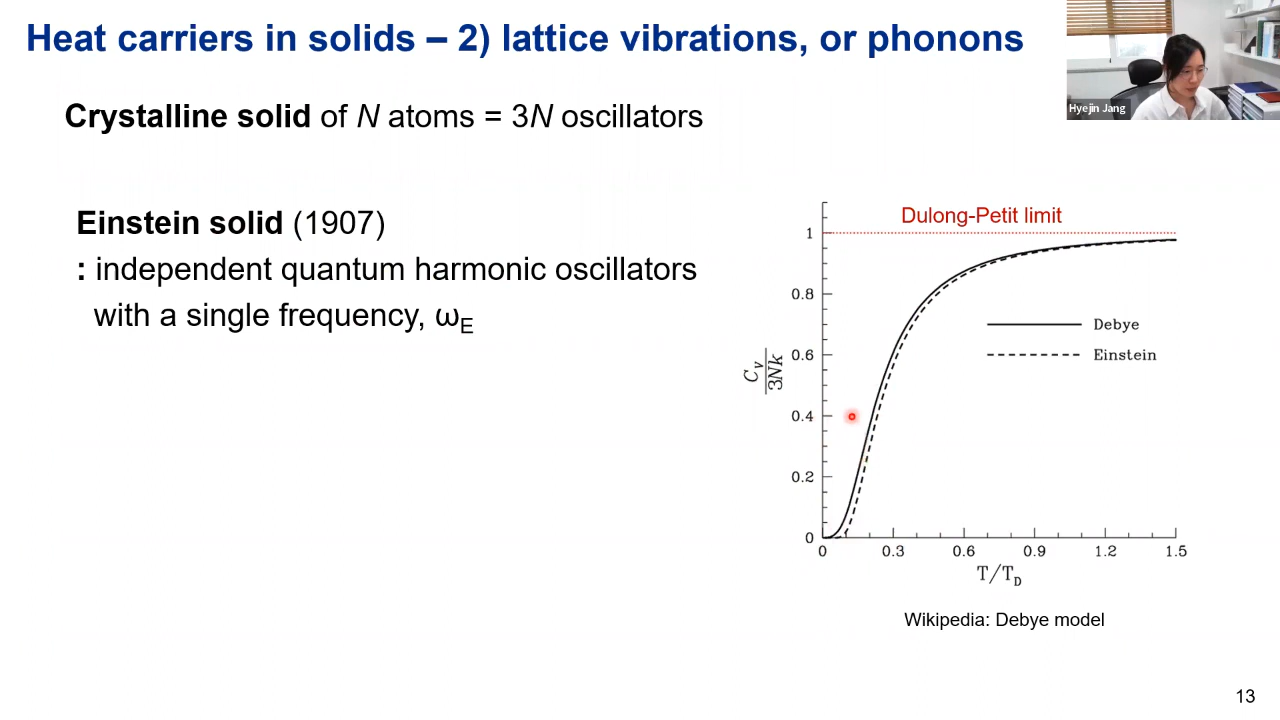 Heat carriers in solids – 2) lattice vibrations, or phonons
Hyejin Jang
Crystalline solid of N atoms = 3N oscillators
Einstein solid (1907)
: independent quantum harmonic oscillators
with a single frequency, ωE
Dulong-Petit limit
1
0.8
0.6
0.4
0.2
0
Cv
3Nk
Debye
Einstein
0 0.3 0.6 0.9 1.2 1.5
T/TD
Wikipedia: Debye model
13